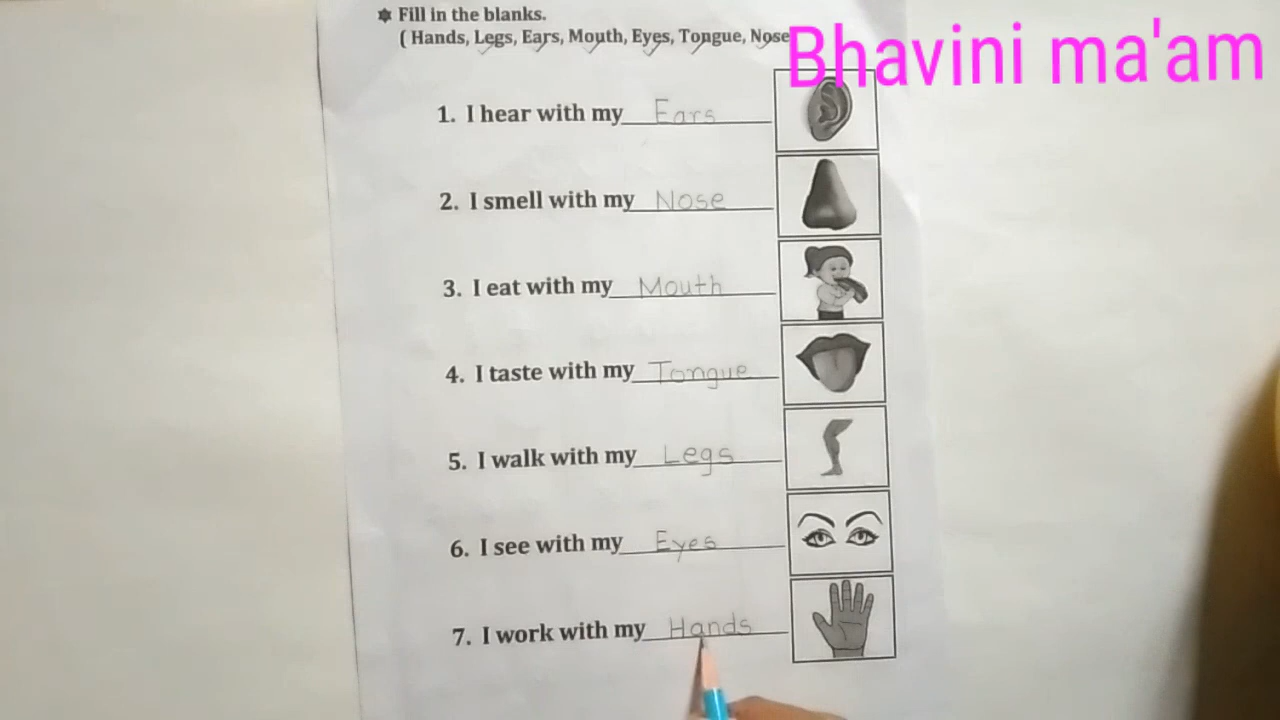 ✵ Fill in the blanks.
( Hands, Legs, Ears, Mouth, Eyes, Tongue, Nose
Bhavini ma'am
1. I hear with my Ears
2. I smell with my Nose
3. I eat with my Mouth
4. I taste with my Tongue
5. I walk with my Legs
6. I see with my Eyes
7. I work with my Hands